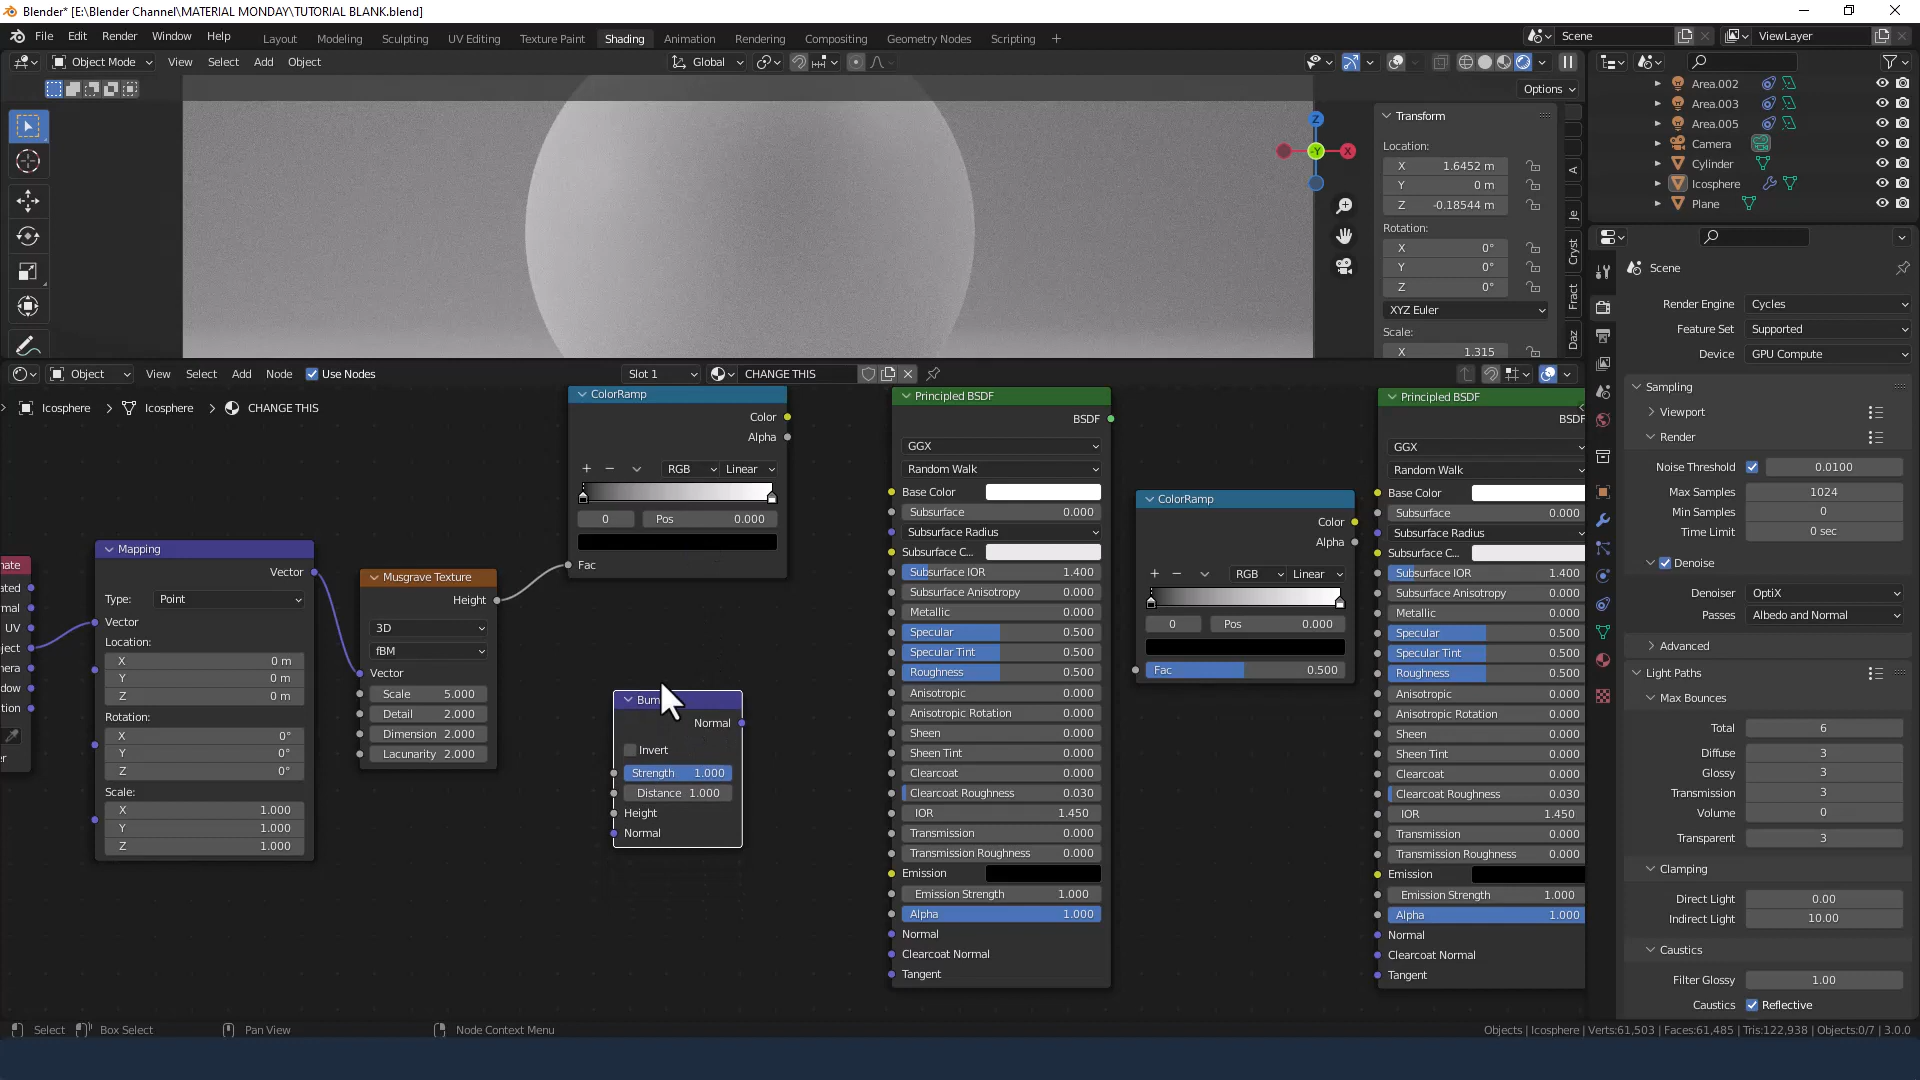 Blender* [E:\Blender Channel\MATERIAL MONDAY\TUTORIAL BLANK.blend]
File Edit Render Window Help
Layout Modeling Sculpting UV Editing Texture Paint Shading Animation Rendering Compositing Geometry Nodes Scripting +
Scene
ViewLayer
Object Mode View Select Add Object
Global
Options
Z
-Y
X
Transform
Location:
X 1.6452 m
Y 0 m
Z -0.18544 m
Rotation:
X 0°
Y 0°
Z 0°
XYZ Euler
Scale:
X 1.315
A
Je
Cryst
Fract
Daz
Area.002
Area.003
Area.005
Camera
Cylinder
Icosphere
Plane
Scene
Render Engine Cycles
Feature Set Supported
Device GPU Compute
Sampling
Viewport
Render
Noise Threshold 0.0100
Max Samples 1024
Min Samples 0
Time Limit 0 sec
Denoise
Denoiser OptiX
Passes Albedo and Normal
Advanced
Light Paths
Max Bounces
Total 6
Diffuse 3
Glossy 3
Transmission 3
Volume 0
Transparent 3
Clamping
Direct Light 0.00
Indirect Light 10.00
Caustics
Filter Glossy 1.00
Caustics Reflective
Object View Select Add Node Use Nodes
Slot 1
CHANGE THIS
Icosphere > Icosphere > CHANGE THIS
nate
ated
mal
UV
ject
nera
dow
tion
er
Mapping
Vector
Type: Point
Vector
Location:
X 0 m
Y 0 m
Z 0 m
Rotation:
X 0°
Y 0°
Z 0°
Scale:
X 1.000
Y 1.000
Z 1.000
Musgrave Texture
Height
3D
fBM
Vector
Scale 5.000
Detail 2.000
Dimension 2.000
Lacunarity 2.000
ColorRamp
Color
Alpha
+ − RGB Linear
0 Pos 0.000
Fac
Bum
Normal
Invert
Strength 1.000
Distance 1.000
Height
Normal
Principled BSDF
BSDF
GGX
Random Walk
Base Color
Subsurface 0.000
Subsurface Radius
Subsurface C...
Subsurface IOR 1.400
Subsurface Anisotropy 0.000
Metallic 0.000
Specular 0.500
Specular Tint 0.500
Roughness 0.500
Anisotropic 0.000
Anisotropic Rotation 0.000
Sheen 0.000
Sheen Tint 0.000
Clearcoat 0.000
Clearcoat Roughness 0.030
IOR 1.450
Transmission 0.000
Transmission Roughness 0.000
Emission
Emission Strength 1.000
Alpha 1.000
Normal
Clearcoat Normal
Tangent
ColorRamp
Color
Alpha
+ − RGB Linear
0 Pos 0.000
Fac 0.500
Principled BSDF
BSDF
GGX
Random Walk
Base Color
Subsurface 0.000
Subsurface Radius
Subsurface C...
Subsurface IOR 1.400
Subsurface Anisotropy 0.000
Metallic 0.000
Specular 0.500
Specular Tint 0.500
Roughness 0.500
Anisotropic 0.000
Anisotropic Rotation 0.000
Sheen 0.000
Sheen Tint 0.000
Clearcoat 0.000
Clearcoat Roughness 0.030
IOR 1.450
Transmission 0.000
Transmission Roughness 0.000
Emission
Emission Strength 1.000
Alpha 1.000
Normal
Clearcoat Normal
Tangent
Select Box Select Pan View Node Context Menu
Objects | Icosphere | Verts:61,503 | Faces:61,485 | Tris:122,938 | Objects:0/7 | 3.0.0